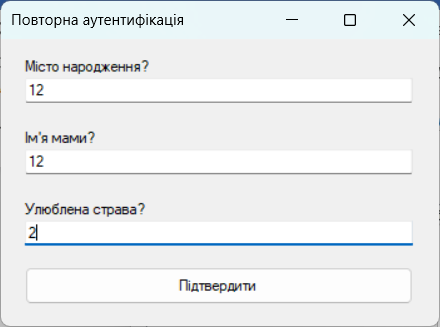 Повторна аутентифікація
Місто народження?
12
Ім'я мами?
12
Улюблена страва?
2
Підтвердити